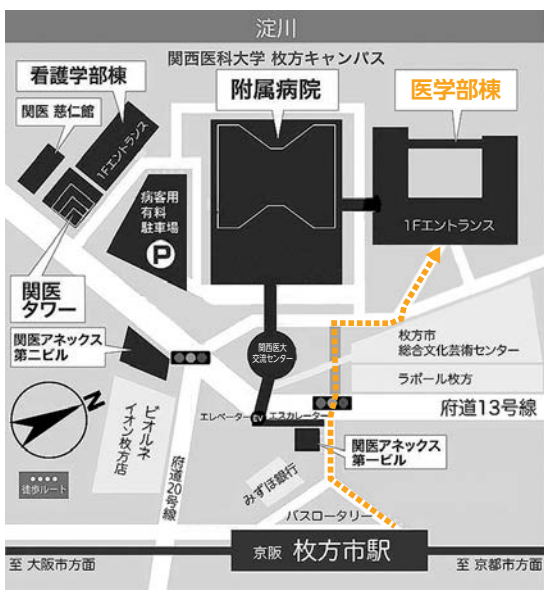 淀川
関西医科大学 枚方キャンパス
看護学部棟
附属病院
医学部棟
関医 慈仁館
1Fエントランス
病客用
有料
駐車場
P
1Fエントランス
関医
タワー
関医アネックス
第二ビル
関西医大
交流センター
枚方市
総合文化芸術センター
ラポール枚方
エレベーター
EV
エスカレーター
府道13号線
N
ビオルネ
イオン枚方店
関医アネックス
第一ビル
徒歩ルート
府道20号線
みずほ銀行
バスロータリー
京阪 枚方市駅
至 大阪市方面
至 京都市方面